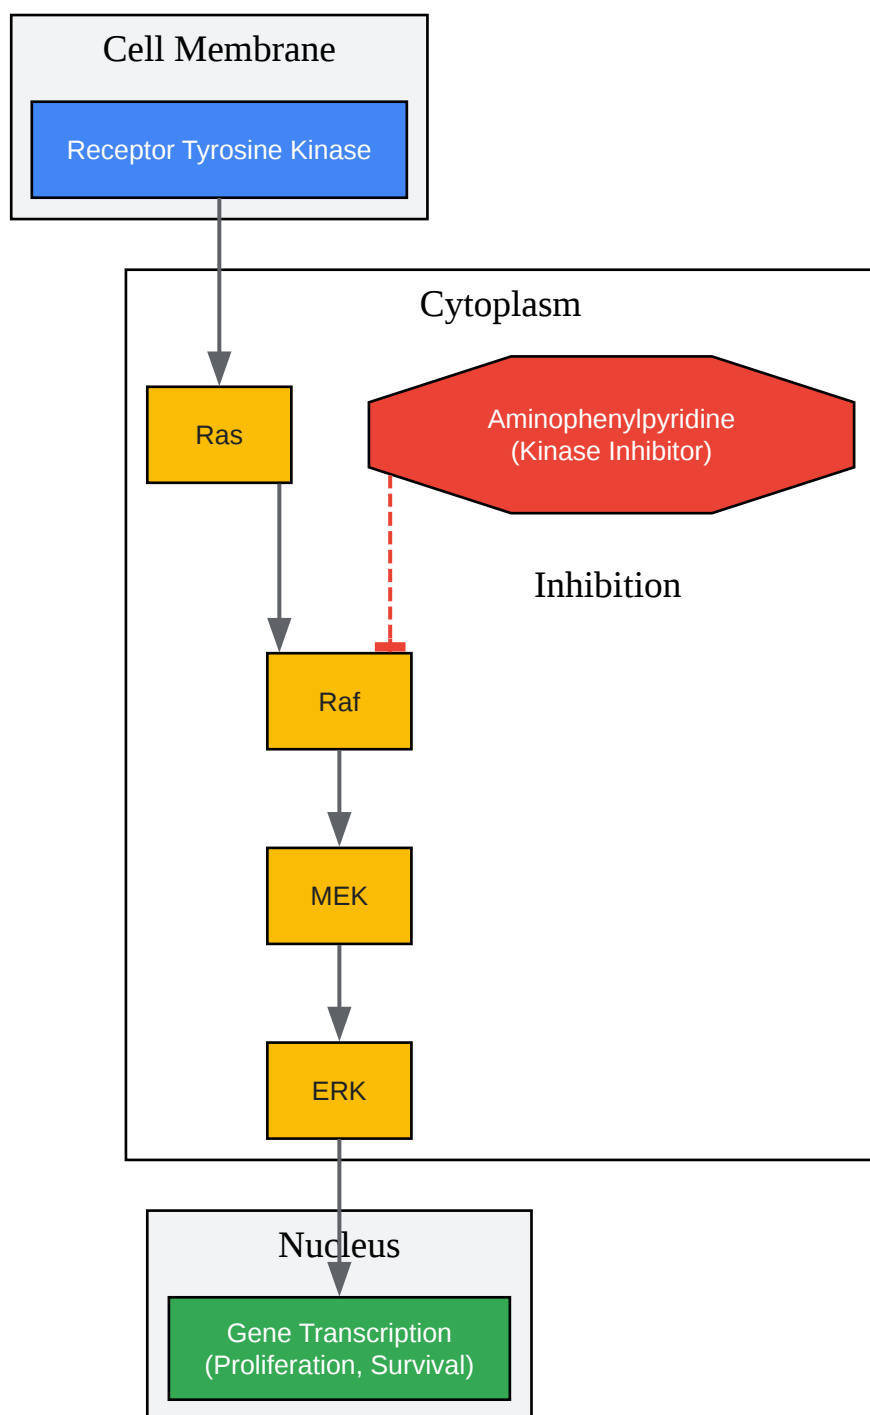 Cell Membrane
Receptor Tyrosine Kinase
Cytoplasm
Ras
Aminophenylpyridine
(Kinase Inhibitor)
Inhibition
Raf
MEK
ERK
Nucleus
Gene Transcription
(Proliferation, Survival)